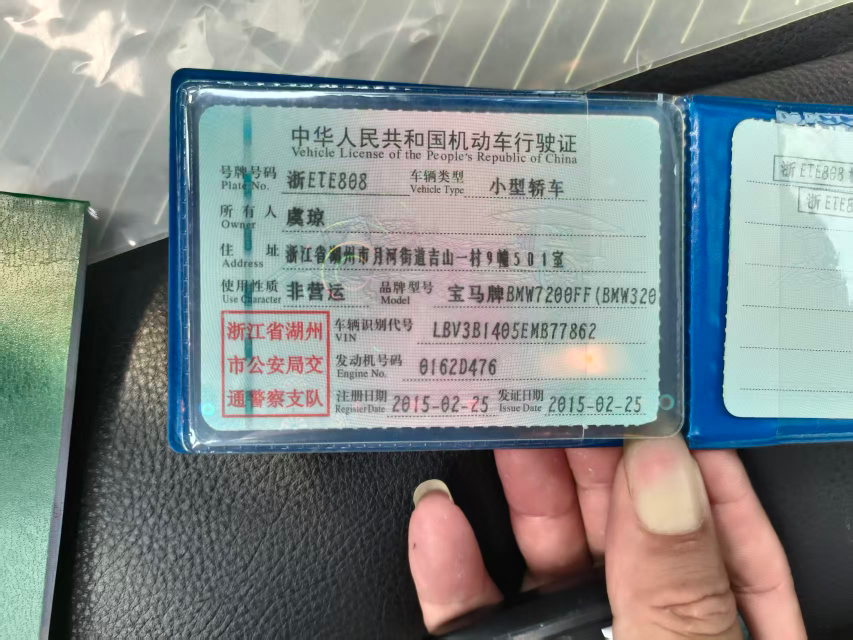 中华人民共和国机动车行驶证
Vehicle License of the People's Republic of China
号牌号码 浙ETE808 车辆类型 小型轿车
Plate No. Vehicle Type
所有人 虞琼
Owner
住址 浙江省湖州市月河街道吉山一村9幢501室
Address
使用性质 非营运 品牌型号 宝马牌BMW7200FF(BMW320
Use Character Model
浙江省湖州
市公安局交
通警察支队
车辆识别代号 LBV3B1405EMB77862
VIN
发动机号码 0162D476
Engine No.
注册日期 2015-02-25 发证日期 2015-02-25
Register Date Issue Date
浙ETE808
浙ETE8